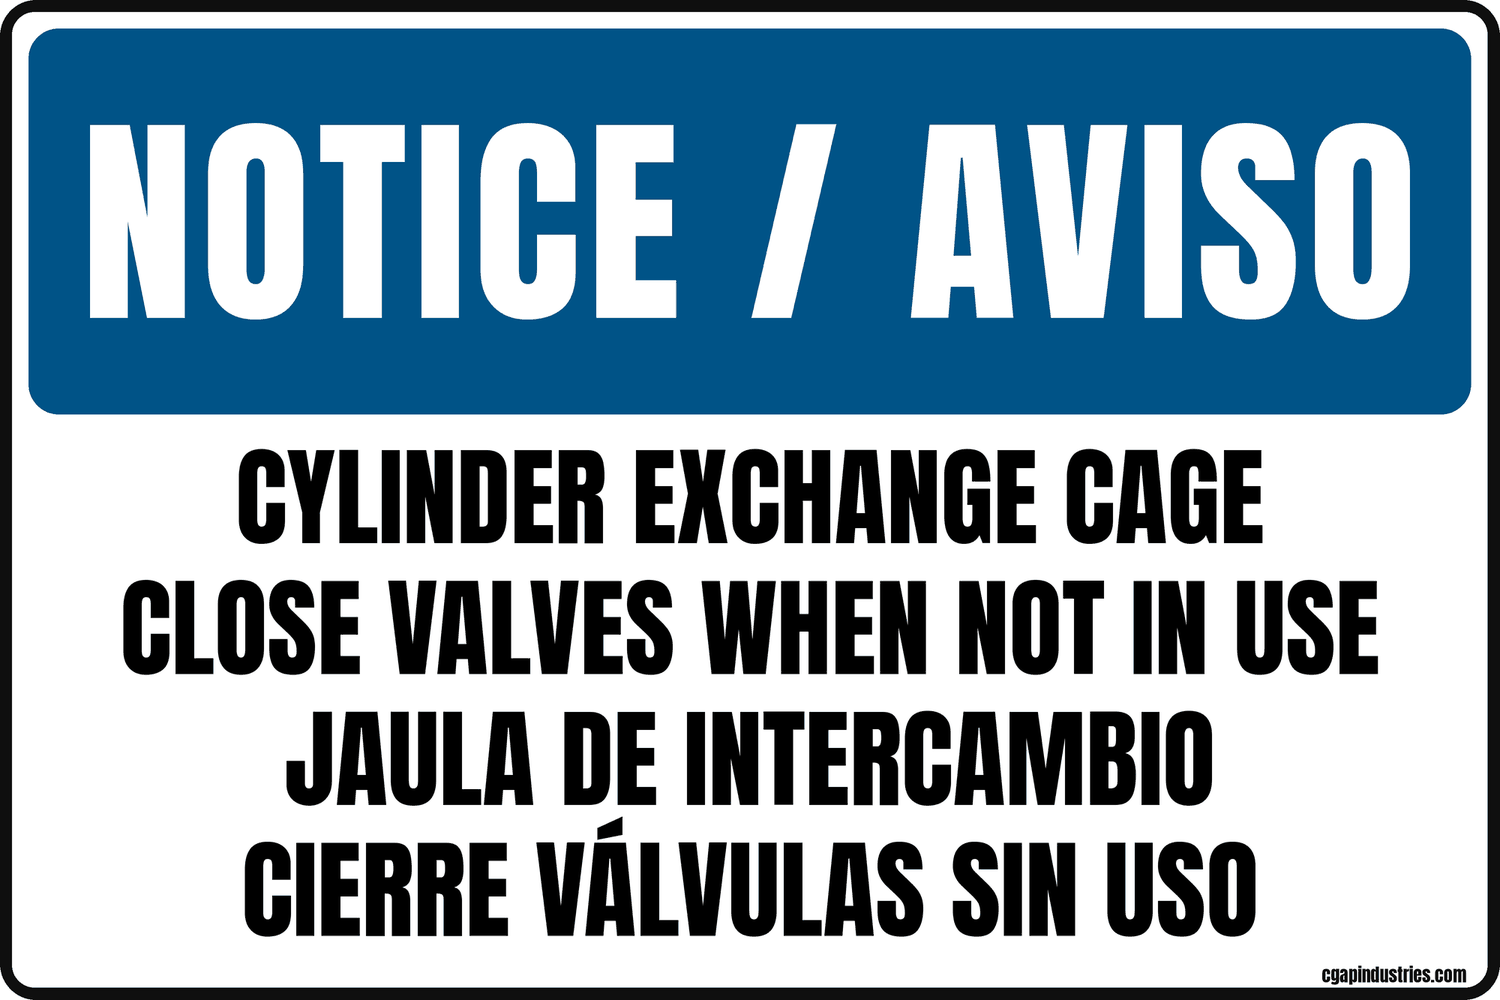 NOTICE / AVISO
CYLINDER EXCHANGE CAGE
CLOSE VALVES WHEN NOT IN USE
JAULA DE INTERCAMBIO
CIERRE VÁLVULAS SIN USO
cgapindustries.com